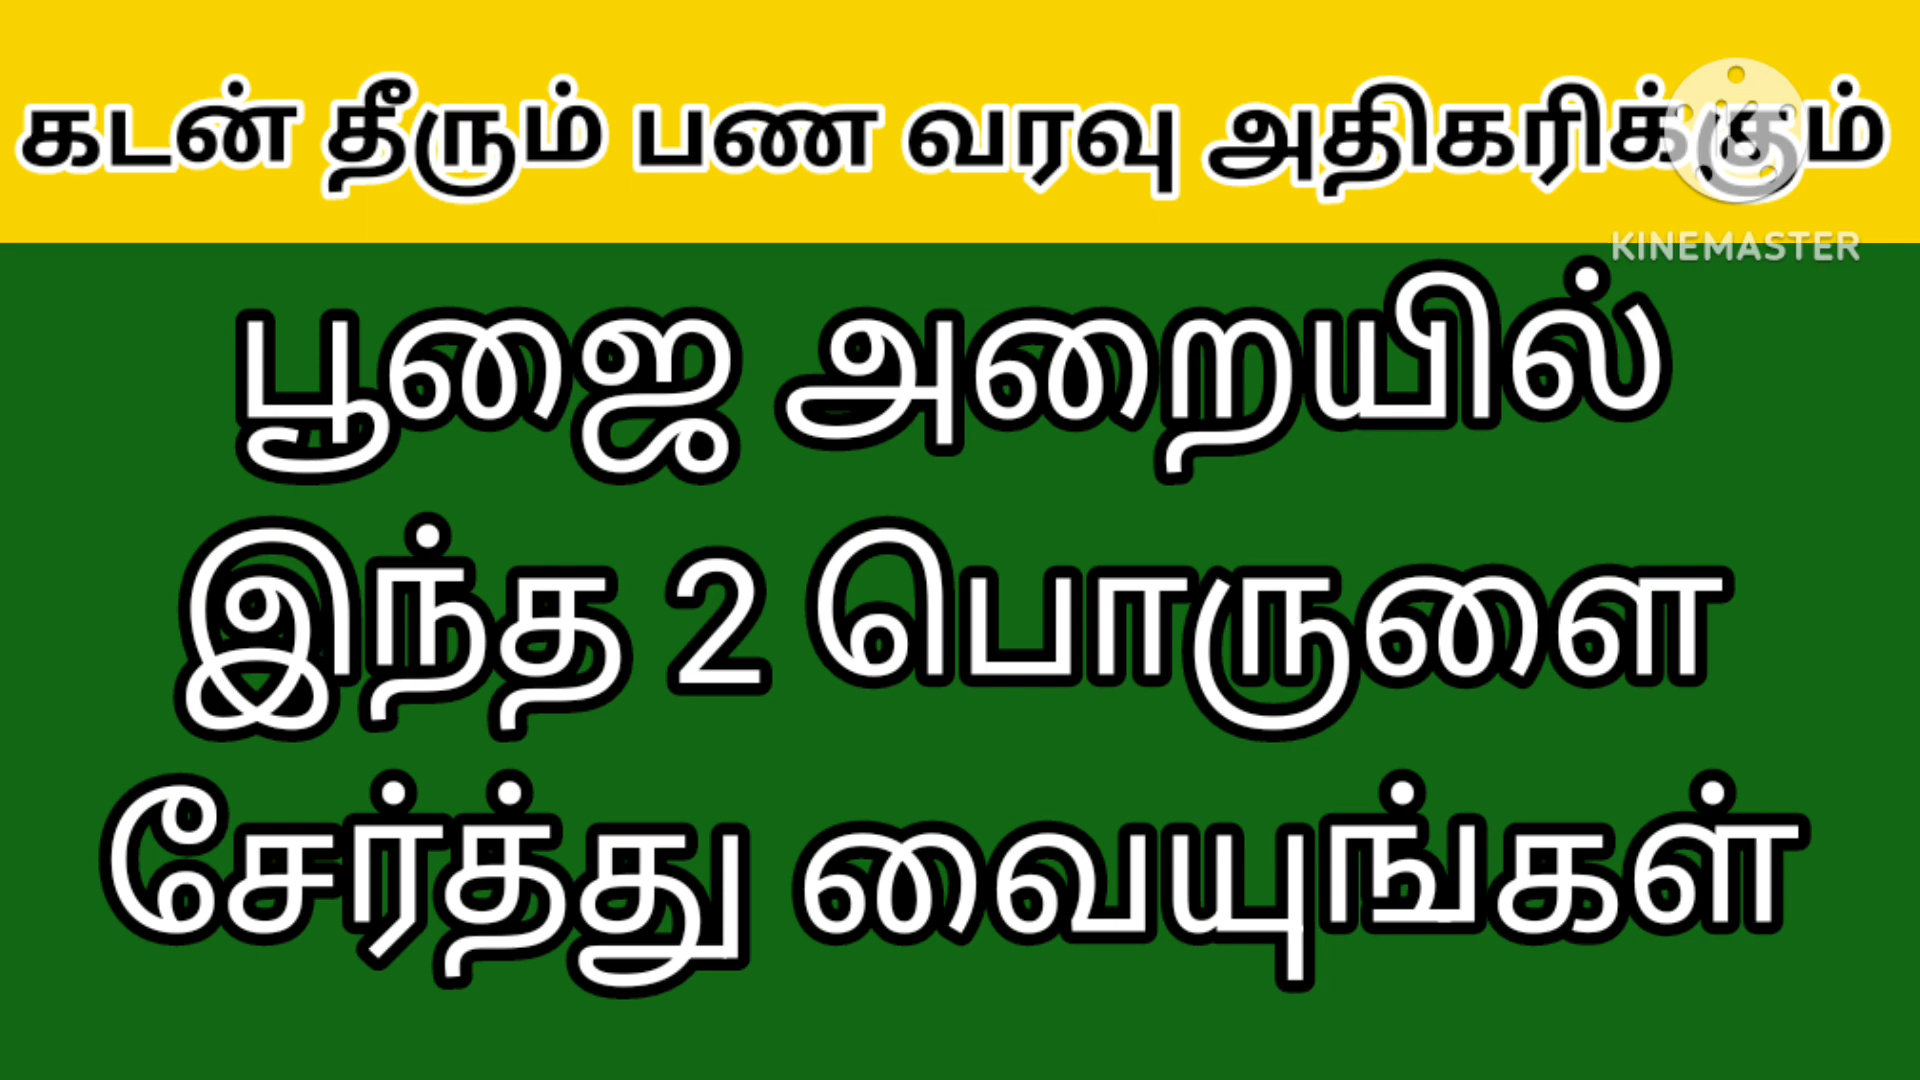 கடன் தீரும் பண வரவு அதிகரிக்கும்
KINEMASTER
பூஜை அறையில்
இந்த 2 பொருளை
சேர்த்து வையுங்கள்